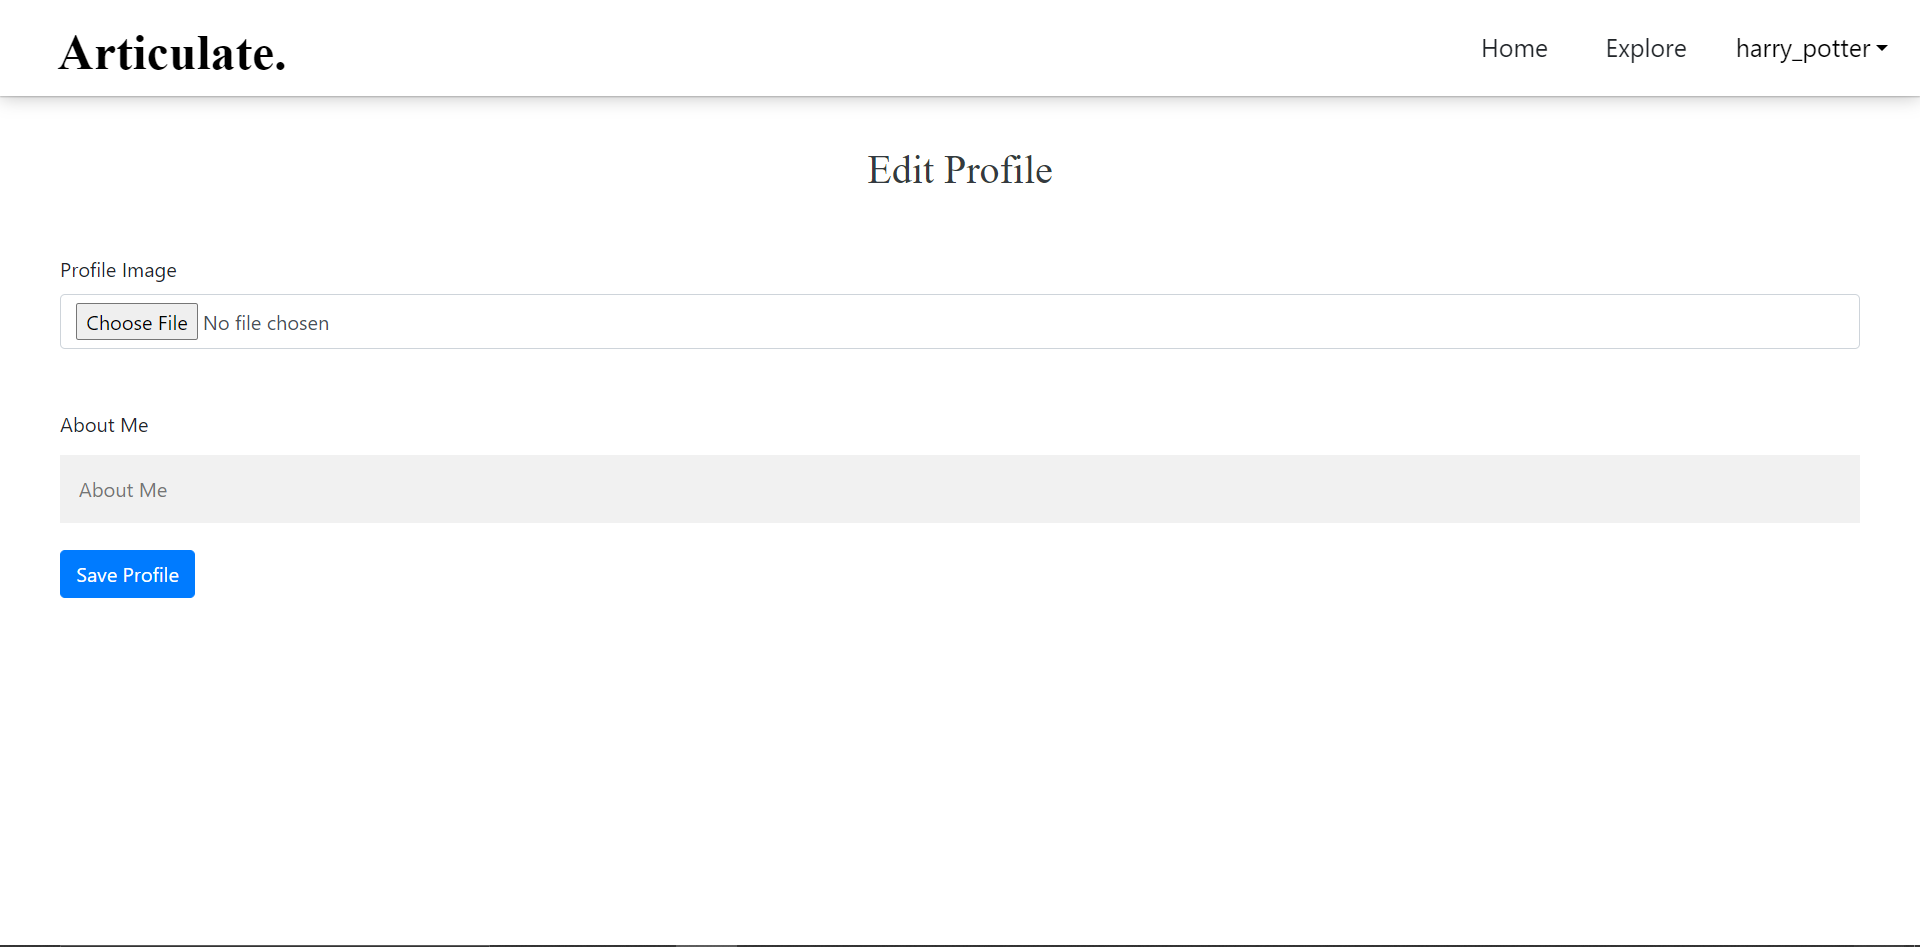 Articulate.
Home Explore harry_potter
Edit Profile
Profile Image
Choose File No file chosen
About Me
About Me
Save Profile